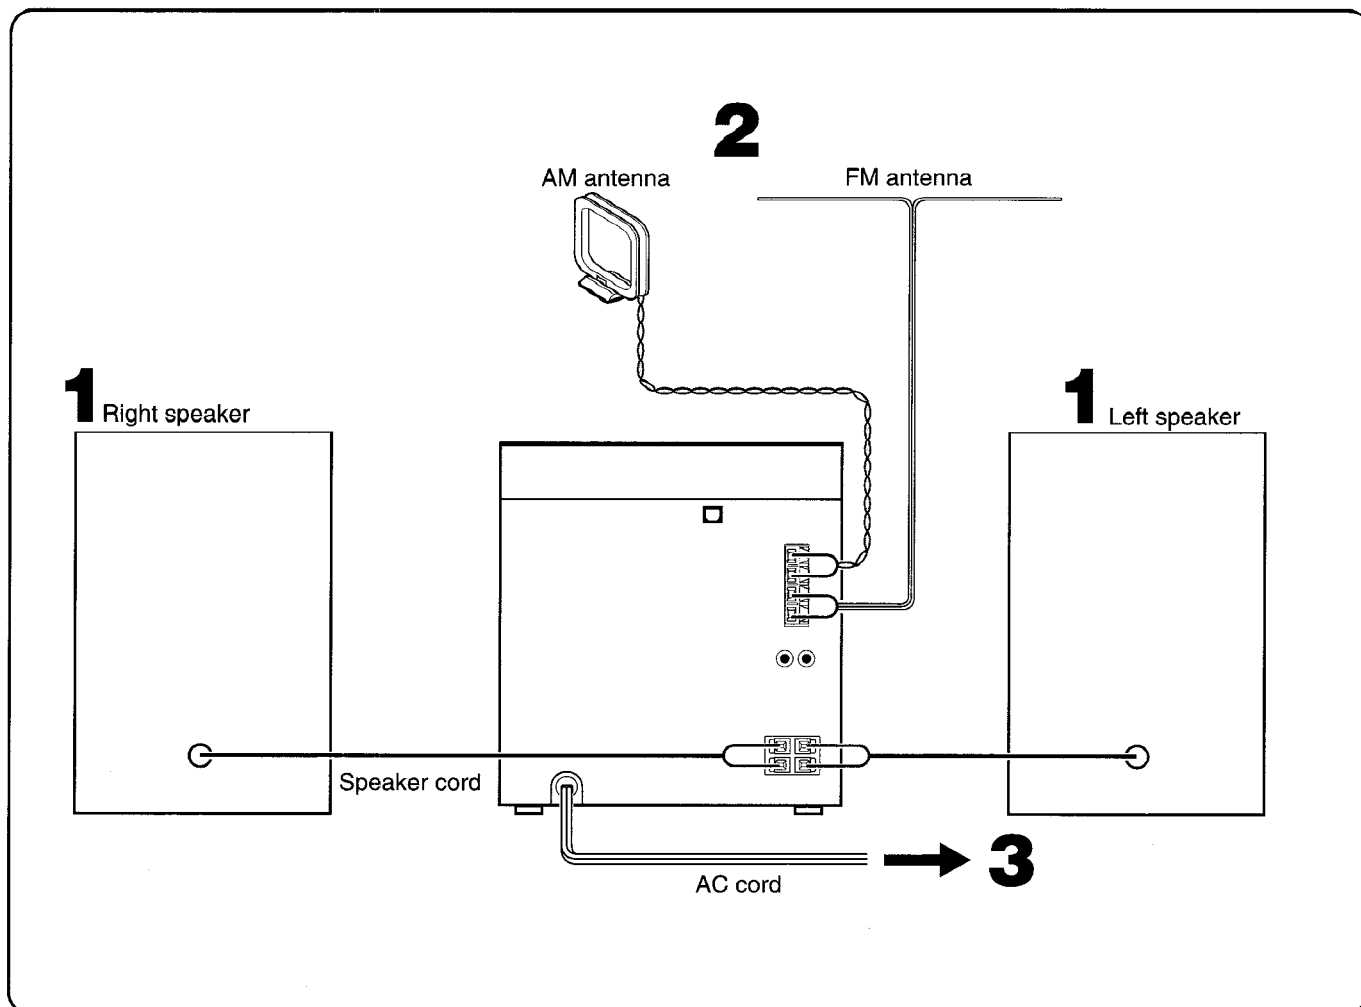 2
AM antenna
FM antenna
1 Right speaker
1 Left speaker
Speaker cord
3
AC cord